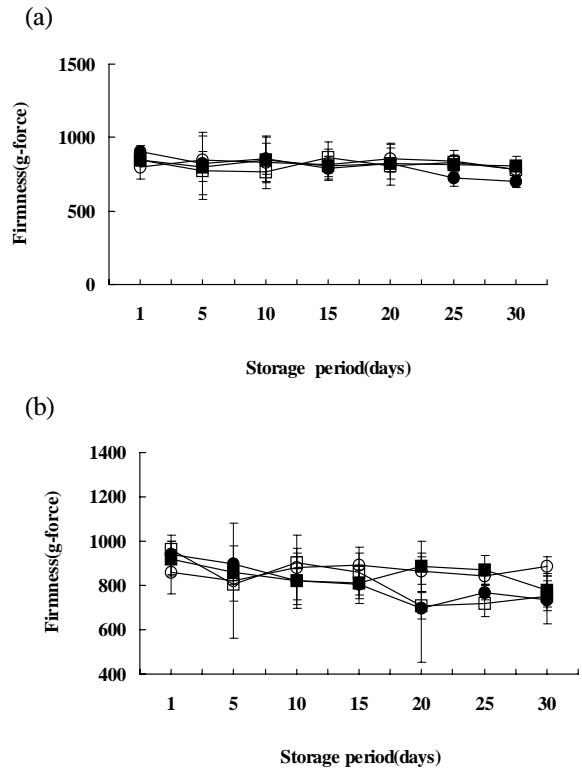 (a)
1500
1000
500
0
Firmness(g-force)
1 5 10 15 20 25 30
Storage period(days)
(b)
1400
1200
1000
800
600
400
Firmness(g-force)
1 5 10 15 20 25 30
Storage period(days)